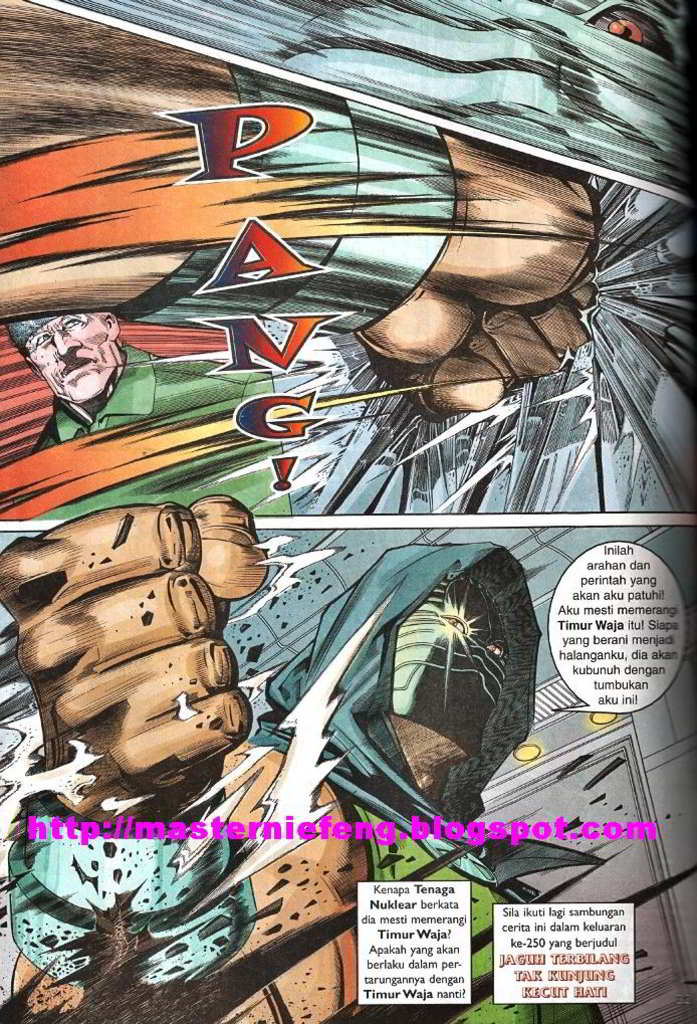 PANG!
Inilah
arahan dan
perintah yang
akan aku patuhi!
Aku mesti memerangi
Timur Waja itu! Siapa
yang berani menjadi
halanganku, dia akan
kubunuh dengan
tumbukan
aku ini!
http://masterniefeng.blogspot.com
Kenapa Tenaga
Nuklear berkata
dia mesti memerangi
Timur Waja?
Apakah yang akan
berlaku dalam per-
tarungannya dengan
Timur Waja nanti?
Sila ikuti lagi sambungan
cerita ini dalam keluaran
ke-250 yang berjudul
JAGUH TERBILANG
TAK KUNJUNG
KECUT HATI